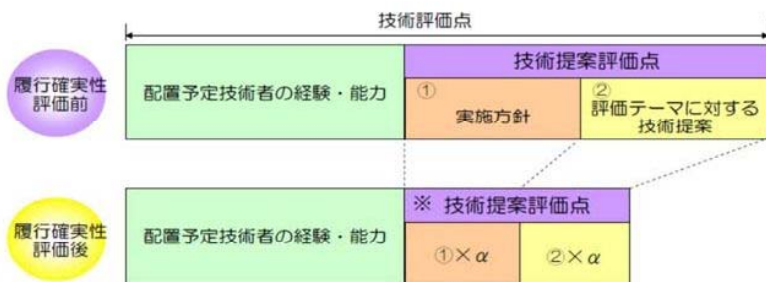 技術評価点
履行確実性
評価前
配置予定技術者の経験・能力
技術提案評価点
①
実施方針
②
評価テーマに対する
技術提案
履行確実性
評価後
配置予定技術者の経験・能力
※ 技術提案評価点
①×α
②×α